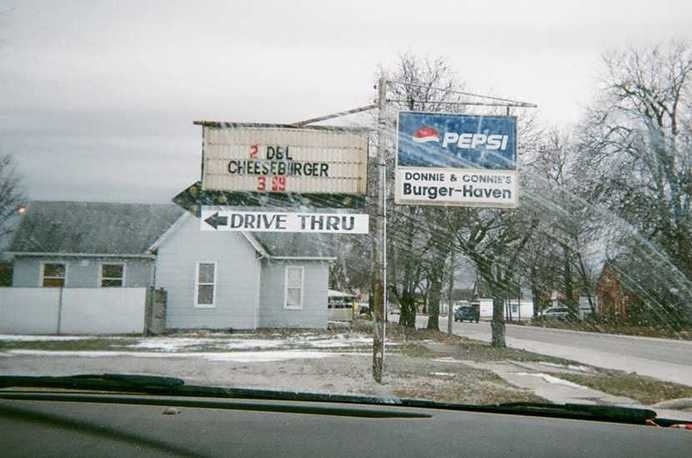 2 DBL
CHEESEBURGER
3 99
DRIVE THRU
PEPSI
DONNIE & CONNIE'S
Burger-Haven